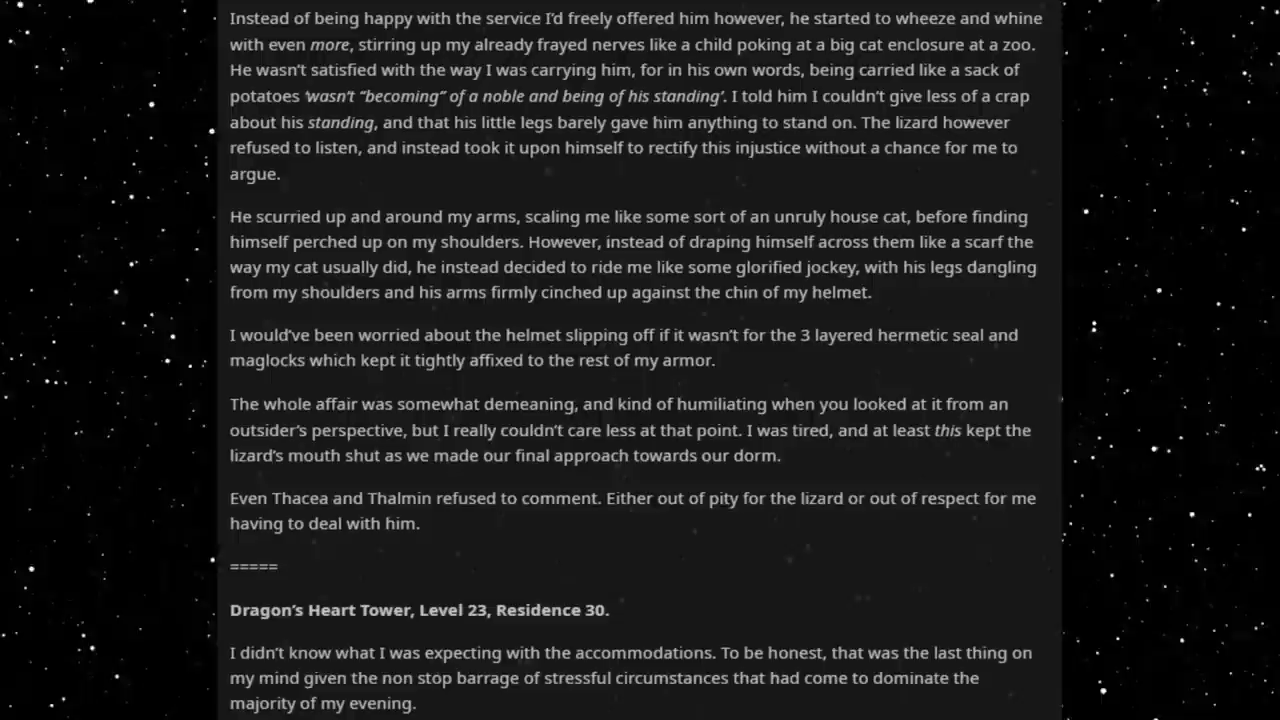 Instead of being happy with the service I’d freely offered him however, he started to wheeze and whine
with even more, stirring up my already frayed nerves like a child poking at a big cat enclosure at a zoo.
He wasn’t satisfied with the way I was carrying him, for in his own words, being carried like a sack of
potatoes ‘wasn’t “becoming” of a noble and being of his standing’. I told him I couldn’t give less of a crap
about his standing, and that his little legs barely gave him anything to stand on. The lizard however
refused to listen, and instead took it upon himself to rectify this injustice without a chance for me to
argue.
He scurried up and around my arms, scaling me like some sort of an unruly house cat, before finding
himself perched up on my shoulders. However, instead of draping himself across them like a scarf the
way my cat usually did, he instead decided to ride me like some glorified jockey, with his legs dangling
from my shoulders and his arms firmly cinched up against the chin of my helmet.
I would’ve been worried about the helmet slipping off if it wasn’t for the 3 layered hermetic seal and
maglocks which kept it tightly affixed to the rest of my armor.
The whole affair was somewhat demeaning, and kind of humiliating when you looked at it from an
outsider’s perspective, but I really couldn’t care less at that point. I was tired, and at least this kept the
lizard’s mouth shut as we made our final approach towards our dorm.
Even Thacea and Thalmin refused to comment. Either out of pity for the lizard or out of respect for me
having to deal with him.
=====
Dragon’s Heart Tower, Level 23, Residence 30.
I didn’t know what I was expecting with the accommodations. To be honest, that was the last thing on
my mind given the non stop barrage of stressful circumstances that had come to dominate the
majority of my evening.